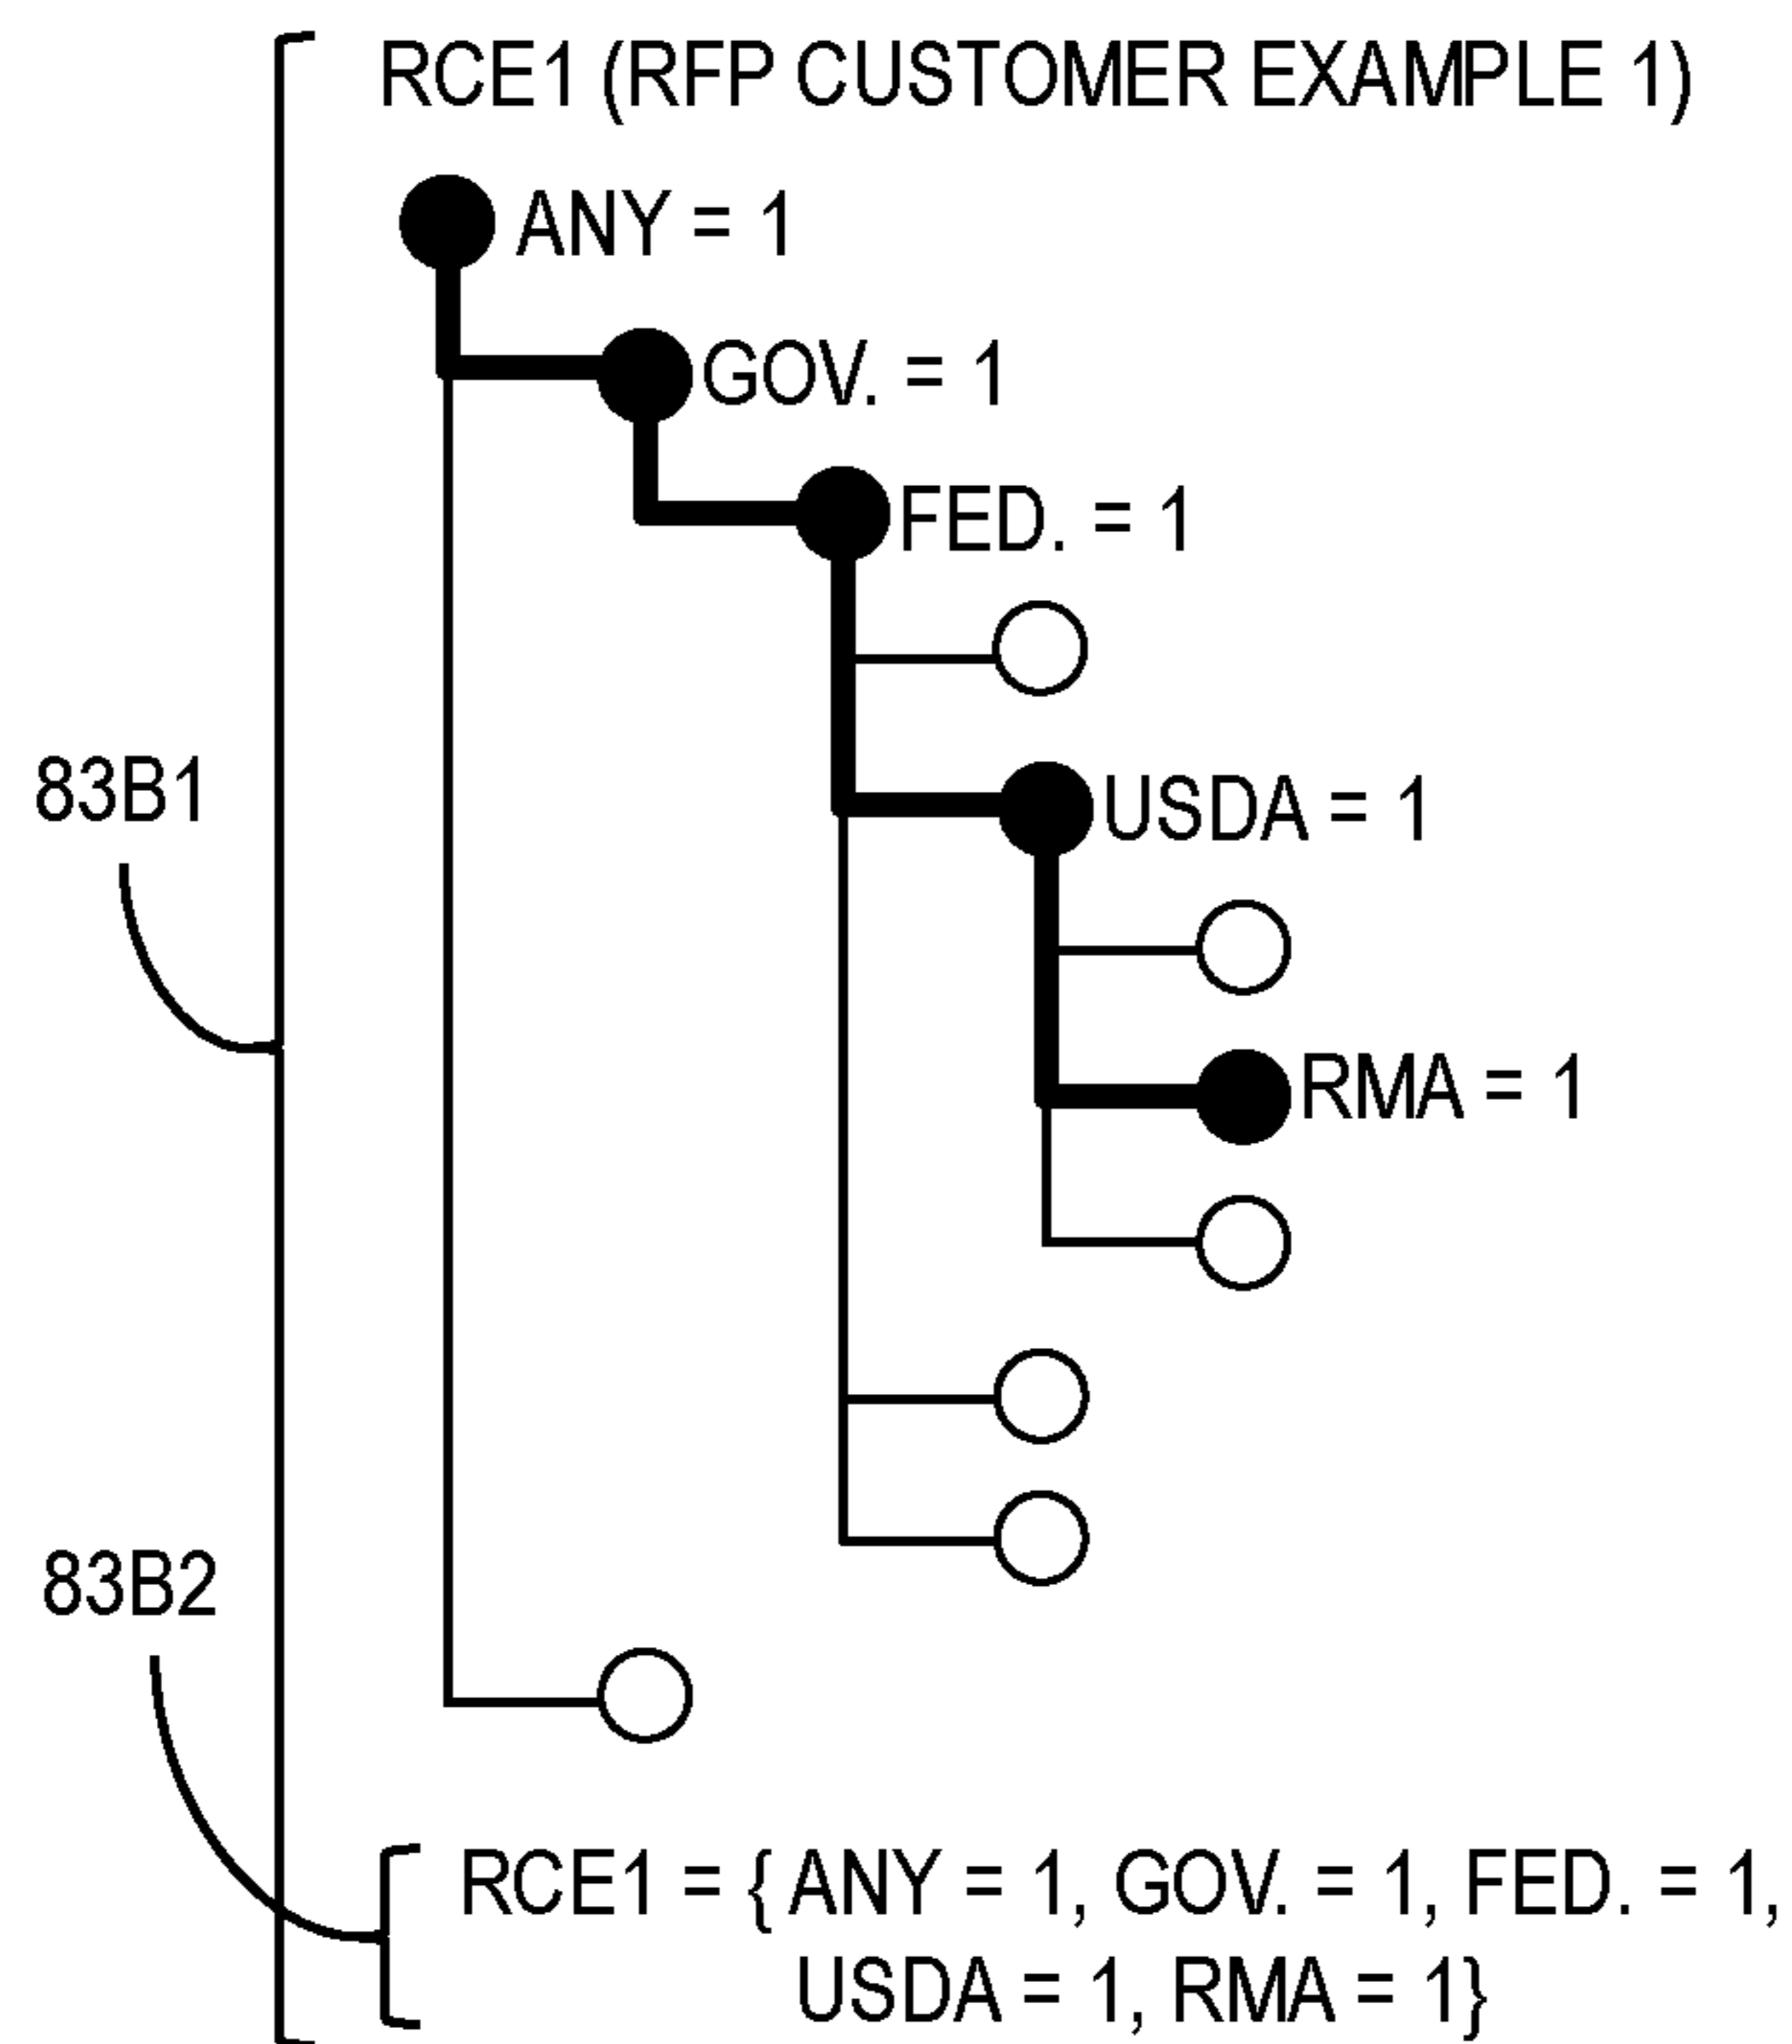 RCE1 (RFP CUSTOMER EXAMPLE 1)
ANY = 1
GOV. = 1
FED. = 1
USDA = 1
83B1
RMA = 1
83B2
RCE1 = { ANY = 1, GOV. = 1, FED. = 1,
USDA = 1, RMA = 1}